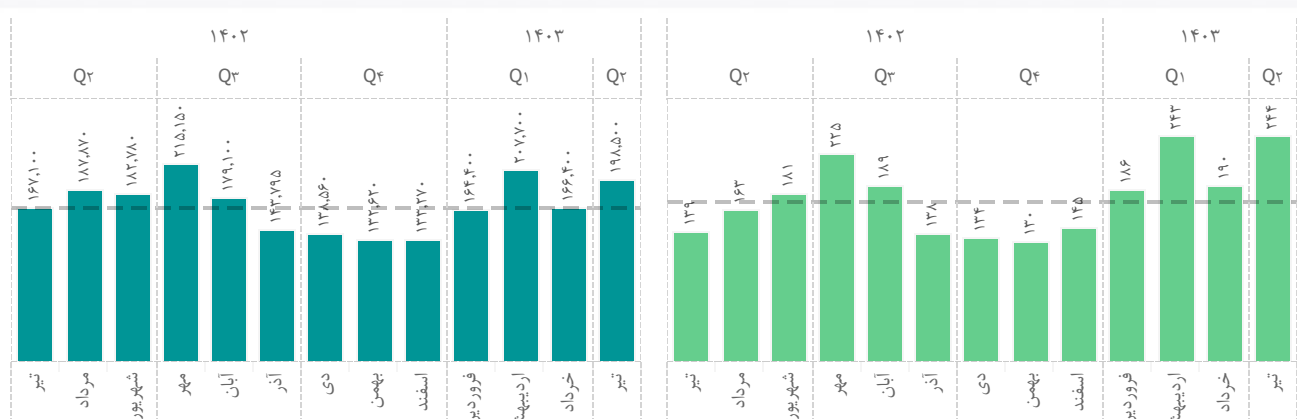 ۱۴۰۲ ۱۴۰۳
Q۲ Q۳ Q۴ Q۱ Q۲
۱۶۷,۱۰۰ ۱۸۷,۸۷۰ ۱۸۲,۷۸۰ ۲۱۵,۱۵۰ ۱۷۹,۱۰۰ ۱۴۳,۷۹۵ ۱۳۸,۵۶۰ ۱۳۲,۶۲۰ ۱۳۳,۲۷۰ ۱۶۴,۴۰۰ ۲۰۷,۷۰۰ ۱۶۶,۴۰۰ ۱۹۸,۵۰۰
تیر مرداد شهریور مهر آبان آذر دی بهمن اسفند فروردین اردیبهشت خرداد تیر
۱۴۰۲ ۱۴۰۳
Q۲ Q۳ Q۴ Q۱ Q۲
۱۳۹ ۱۶۳ ۱۸۱ ۲۲۵ ۱۸۹ ۱۳۸ ۱۳۴ ۱۳۰ ۱۴۵ ۱۸۶ ۲۴۳ ۱۹۰ ۲۴۴
تیر مرداد شهریور مهر آبان آذر دی بهمن اسفند فروردین اردیبهشت خرداد تیر